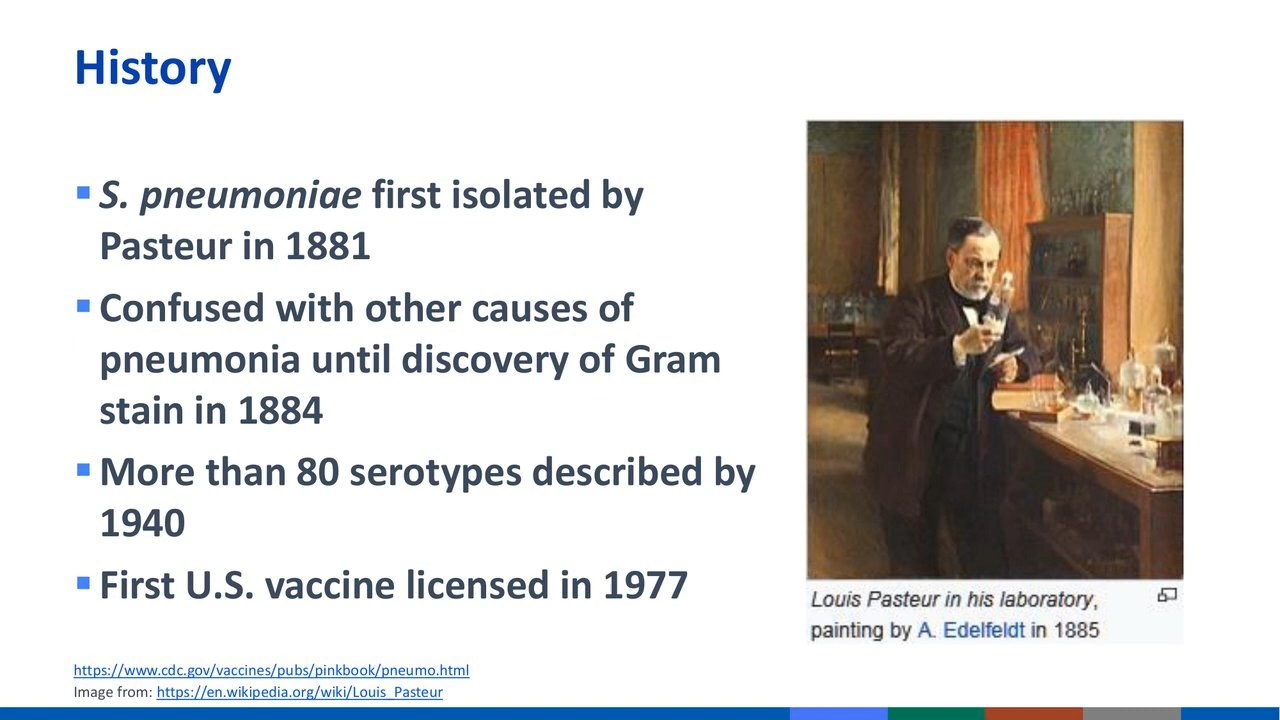 History
▪ S. pneumoniae first isolated by
Pasteur in 1881
▪ Confused with other causes of
pneumonia until discovery of Gram
stain in 1884
▪ More than 80 serotypes described by
1940
▪ First U.S. vaccine licensed in 1977
Louis Pasteur in his laboratory,
painting by A. Edelfeldt in 1885
https://www.cdc.gov/vaccines/pubs/pinkbook/pneumo.html
Image from: https://en.wikipedia.org/wiki/Louis_Pasteur